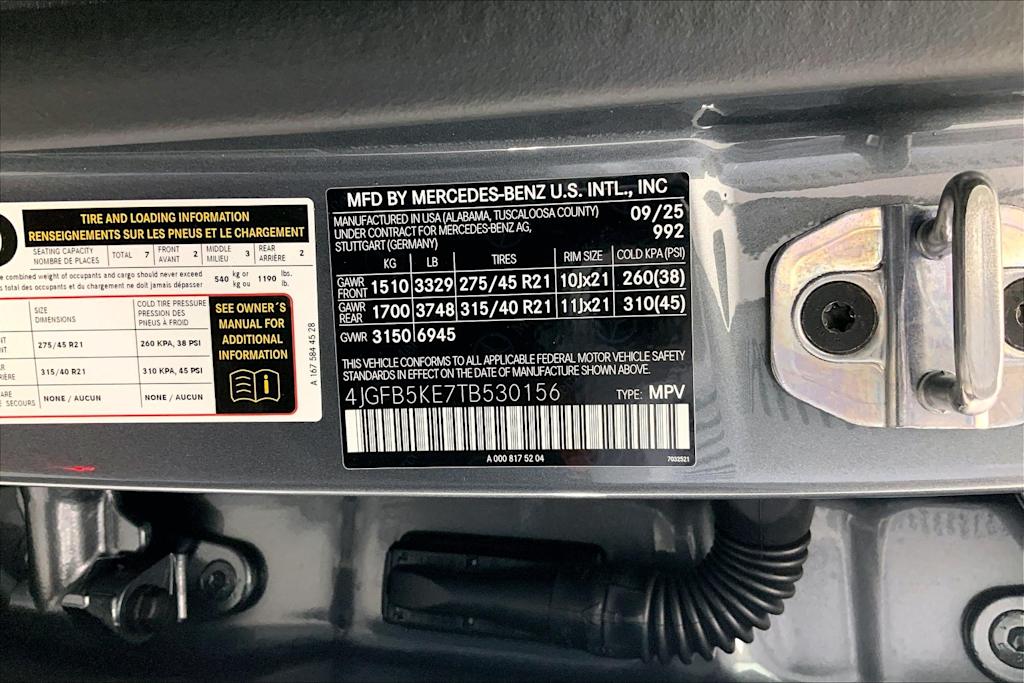 TIRE AND LOADING INFORMATION
RENSEIGNEMENTS SUR LES PNEUS ET LE CHARGEMENT
SEATING CAPACITY
NOMBRE DE PLACES
TOTAL 7
FRONT
AVANT 2
MIDDLE
MILIEU 3
REAR
ARRIÈRE 2
combined weight of occupants and cargo should never exceed
total des occupants et du chargement ne doit jamais dépasser
540 kg or
kg ou
1190 lbs.
lb.
SIZE
DIMENSIONS
COLD TIRE PRESSURE
PRESSION DES
PNEUS À FROID
275/45 R21
260 KPA, 38 PSI
315/40 R21
310 KPA, 45 PSI
SECOURS
NONE / AUCUN
NONE / AUCUN
SEE OWNER´S
MANUAL FOR
ADDITIONAL
INFORMATION
A 167 584 45 28
MFD BY MERCEDES-BENZ U.S. INTL., INC
MANUFACTURED IN USA (ALABAMA, TUSCALOOSA COUNTY)
UNDER CONTRACT FOR MERCEDES-BENZ AG,
STUTTGART (GERMANY)
09/25
992
KG LB TIRES RIM SIZE COLD KPA (PSI)
GAWR
FRONT 1510 3329 275/45 R21 10Jx21 260(38)
GAWR
REAR 1700 3748 315/40 R21 11Jx21 310(45)
GVWR 3150 6945
THIS VEHICLE CONFORMS TO ALL APPLICABLE FEDERAL MOTOR VEHICLE SAFETY
STANDARDS IN EFFECT ON THE DATE OF MANUFACTURE SHOWN ABOVE.
4JGFB5KE7TB530156 TYPE: MPV
A 000 817 52 04
7032521